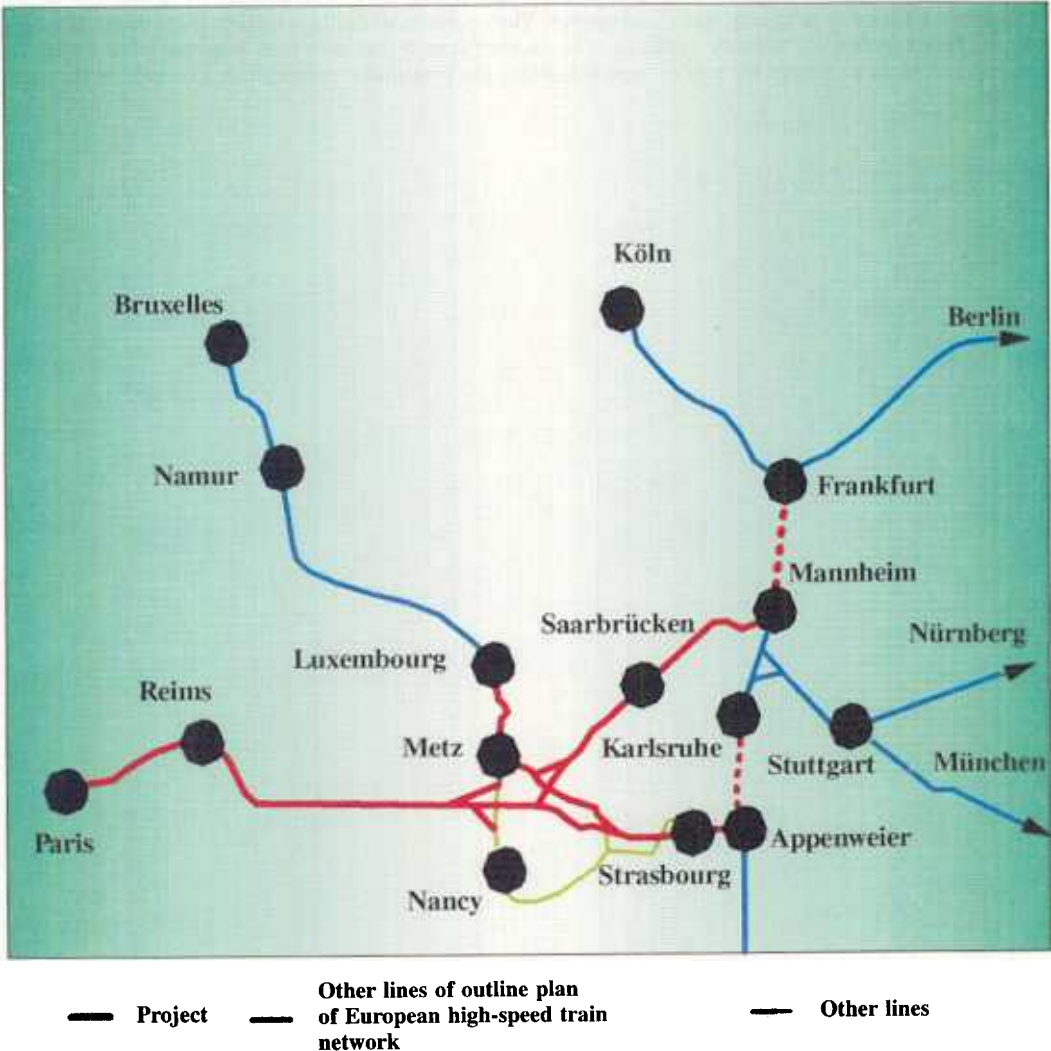 Köln
Bruxelles
Berlin
Namur
Frankfurt
Mannheim
Saarbrücken
Nürnberg
Luxembourg
Reims
Metz
Karlsruhe
Stuttgart
München
Paris
Appenweier
Strasbourg
Nancy
Project
Other lines of outline plan
of European high-speed train
network
Other lines